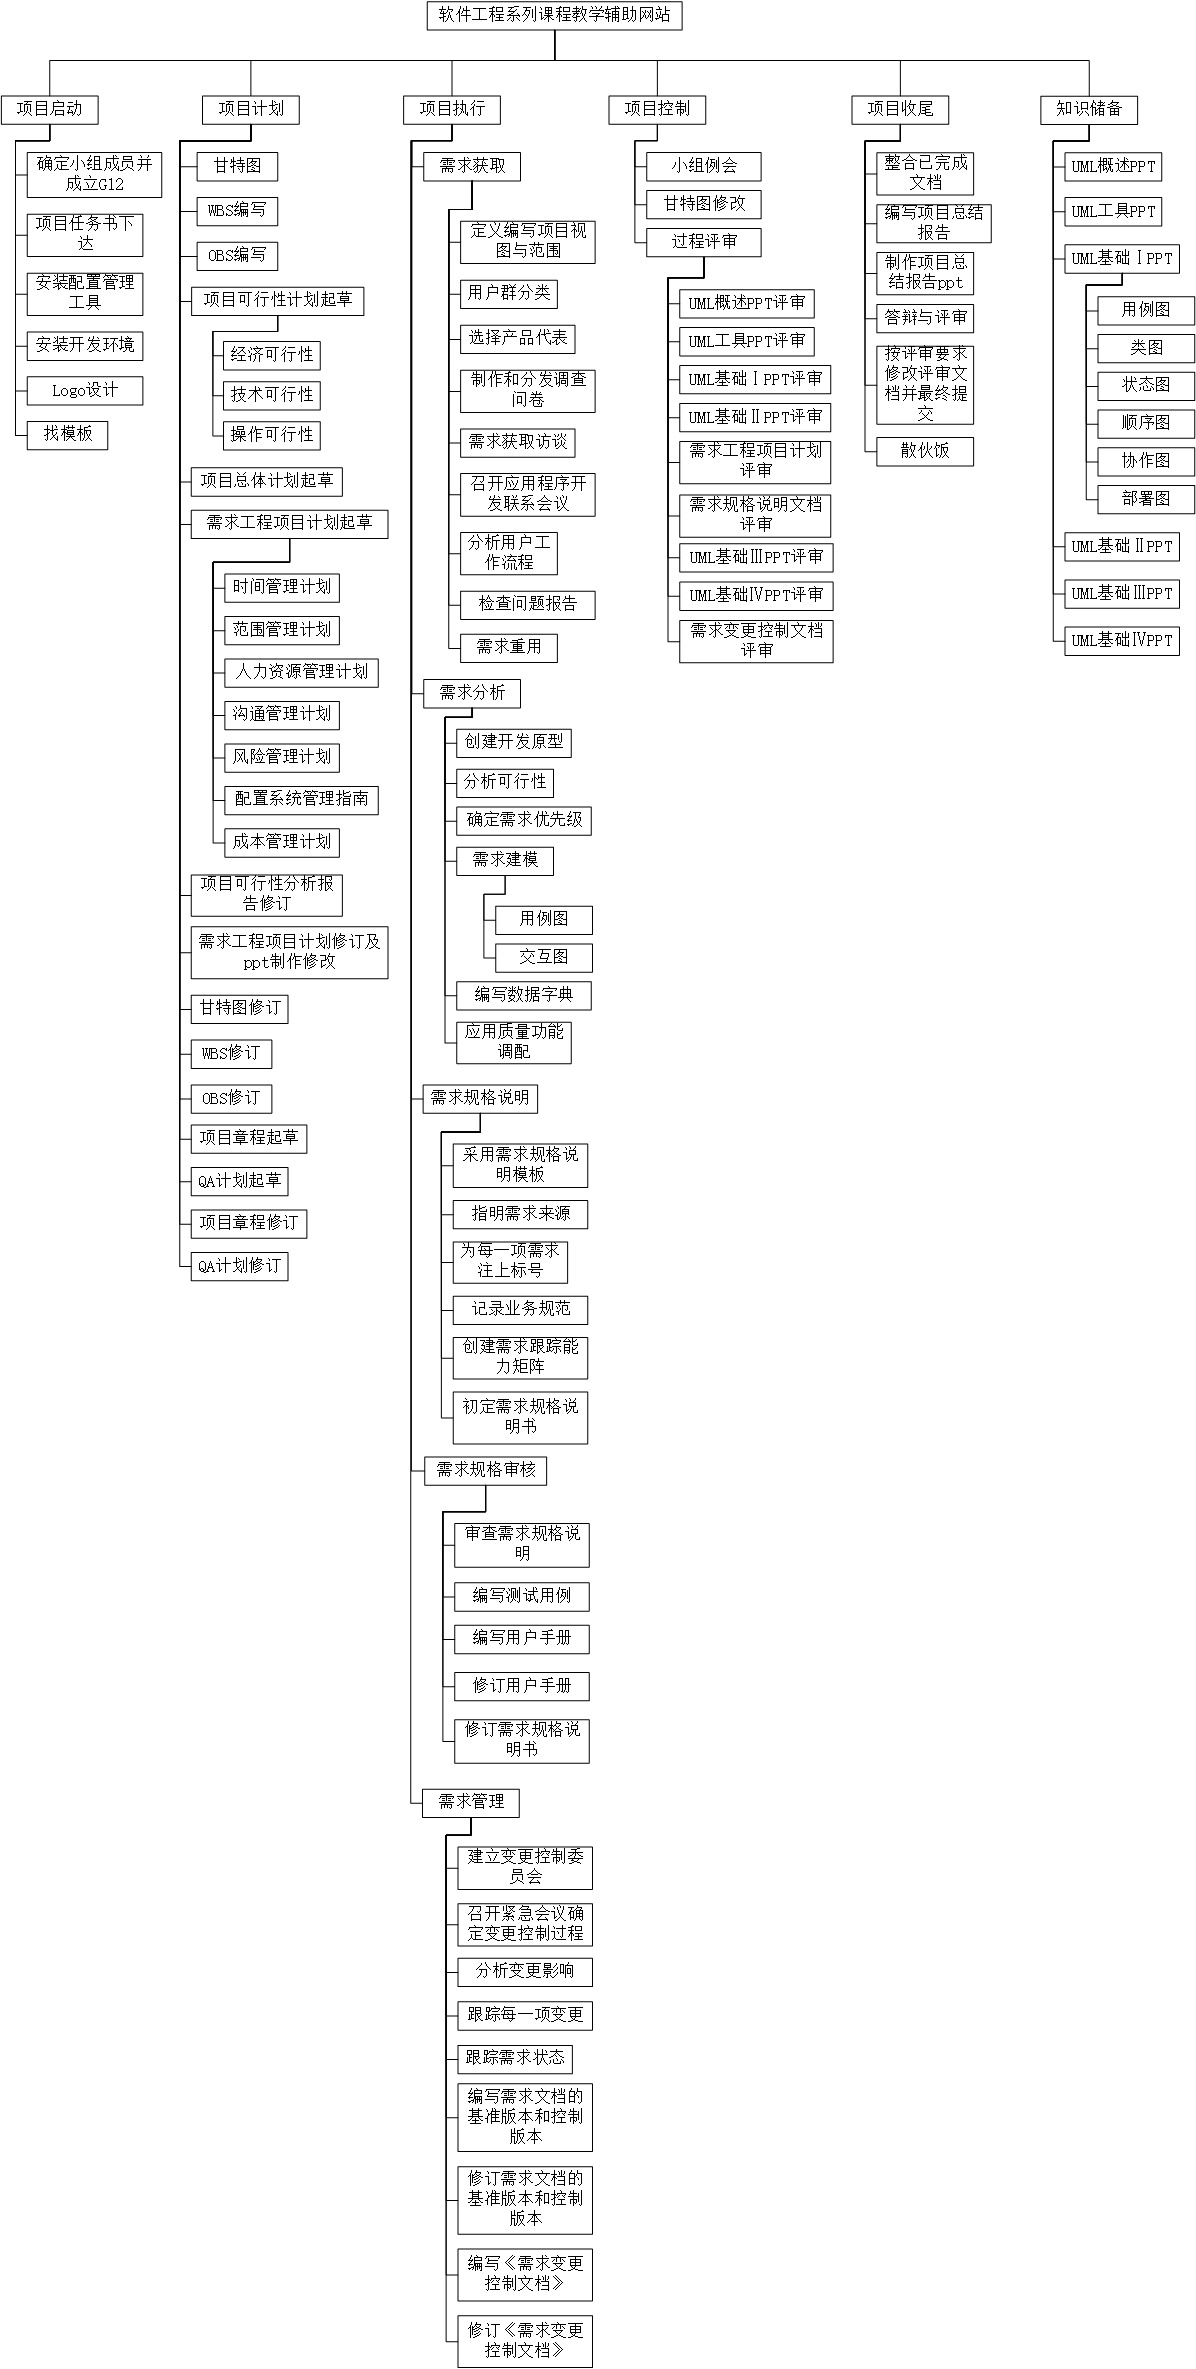 软件工程系列课程教学辅助网站
项目启动
确定小组成员并
成立G12
项目任务书下
达
安装配置管理
工具
安装开发环境
Logo设计
找模板
项目计划
甘特图
WBS编写
OBS编写
项目可行性计划起草
经济可行性
技术可行性
操作可行性
项目总体计划起草
需求工程项目计划起草
时间管理计划
范围管理计划
人力资源管理计划
沟通管理计划
风险管理计划
配置系统管理指南
成本管理计划
项目可行性分析报
告修订
需求工程项目计划修订及
ppt制作修改
甘特图修订
WBS修订
OBS修订
项目章程起草
QA计划起草
项目章程修订
QA计划修订
项目执行
需求获取
定义编写项目视
图与范围
用户群分类
选择产品代表
制作和分发调查
问卷
需求获取访谈
召开应用程序开
发联系会议
分析用户工
作流程
检查问题报告
需求重用
需求分析
创建开发原型
分析可行性
确定需求优先级
需求建模
用例图
交互图
编写数据字典
应用质量功能
调配
需求规格说明
采用需求规格说
明模板
指明需求来源
为每一项需求
注上标号
记录业务规范
创建需求跟踪能
力矩阵
初定需求规格说
明书
需求规格审核
审查需求规格说
明
编写测试用例
编写用户手册
修订用户手册
修订需求规格说
明书
需求管理
建立变更控制委
员会
召开紧急会议确
定变更控制过程
分析变更影响
跟踪每一项变更
跟踪需求状态
编写需求文档的
基准版本和控制
版本
修订需求文档的
基准版本和控制
版本
编写《需求变更
控制文档》
修订《需求变更
控制文档》
项目控制
小组例会
甘特图修改
过程评审
UML概述PPT评审
UML工具PPT评审
UML基础ⅠPPT评审
UML基础ⅡPPT评审
需求工程项目计划
评审
需求规格说明文档
评审
UML基础ⅢPPT评审
UML基础ⅣPPT评审
需求变更控制文档
评审
项目收尾
整合已完成
文档
编写项目总结
报告
制作项目总
结报告ppt
答辩与评审
按评审要求
修改评审文
档并最终提
交
散伙饭
知识储备
UML概述PPT
UML工具PPT
UML基础ⅠPPT
用例图
类图
状态图
顺序图
协作图
部署图
UML基础ⅡPPT
UML基础ⅢPPT
UML基础ⅣPPT